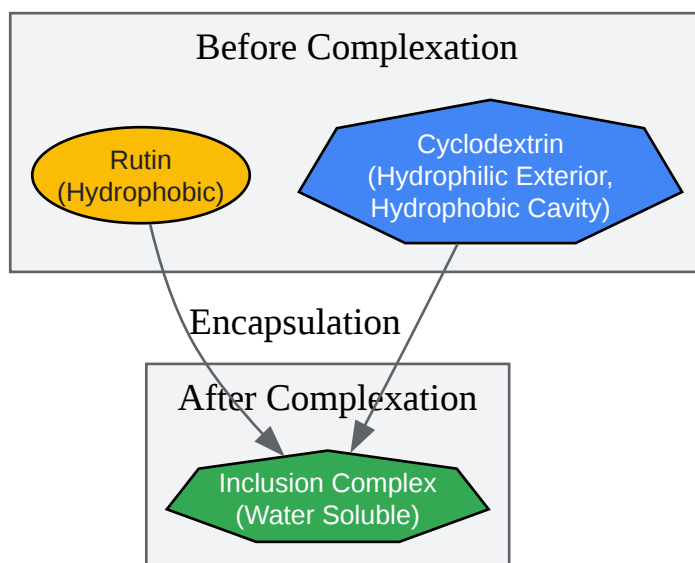 Before Complexation
Rutin
(Hydrophobic)
Cyclodextrin
(Hydrophilic Exterior,
Hydrophobic Cavity)
Encapsulation
After Complexation
Inclusion Complex
(Water Soluble)